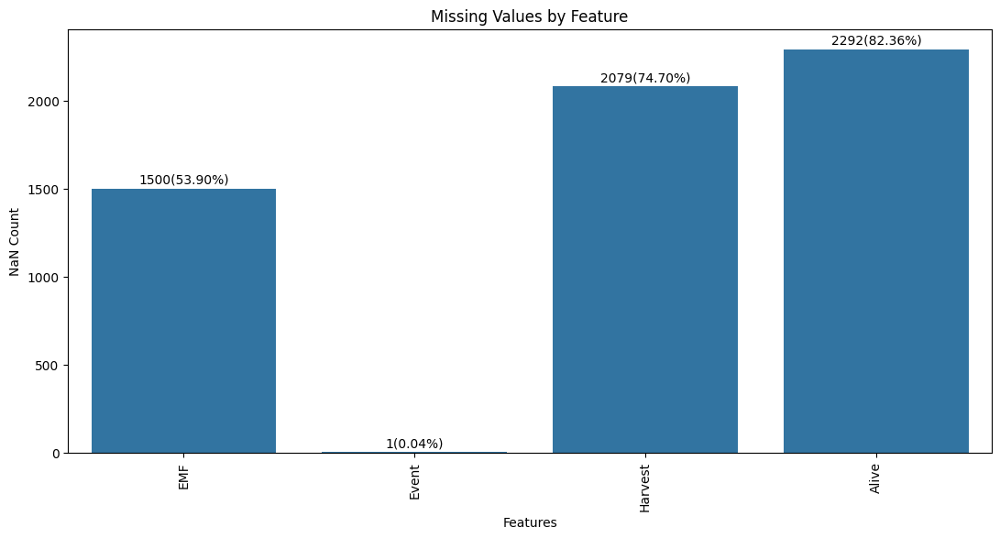 Missing Values by Feature
2292(82.36%)
2079(74.70%)
2000
1500(53.90%)
1500
NaN Count
1000
500
1(0.04%)
0
EMF
Event
Harvest
Alive
Features